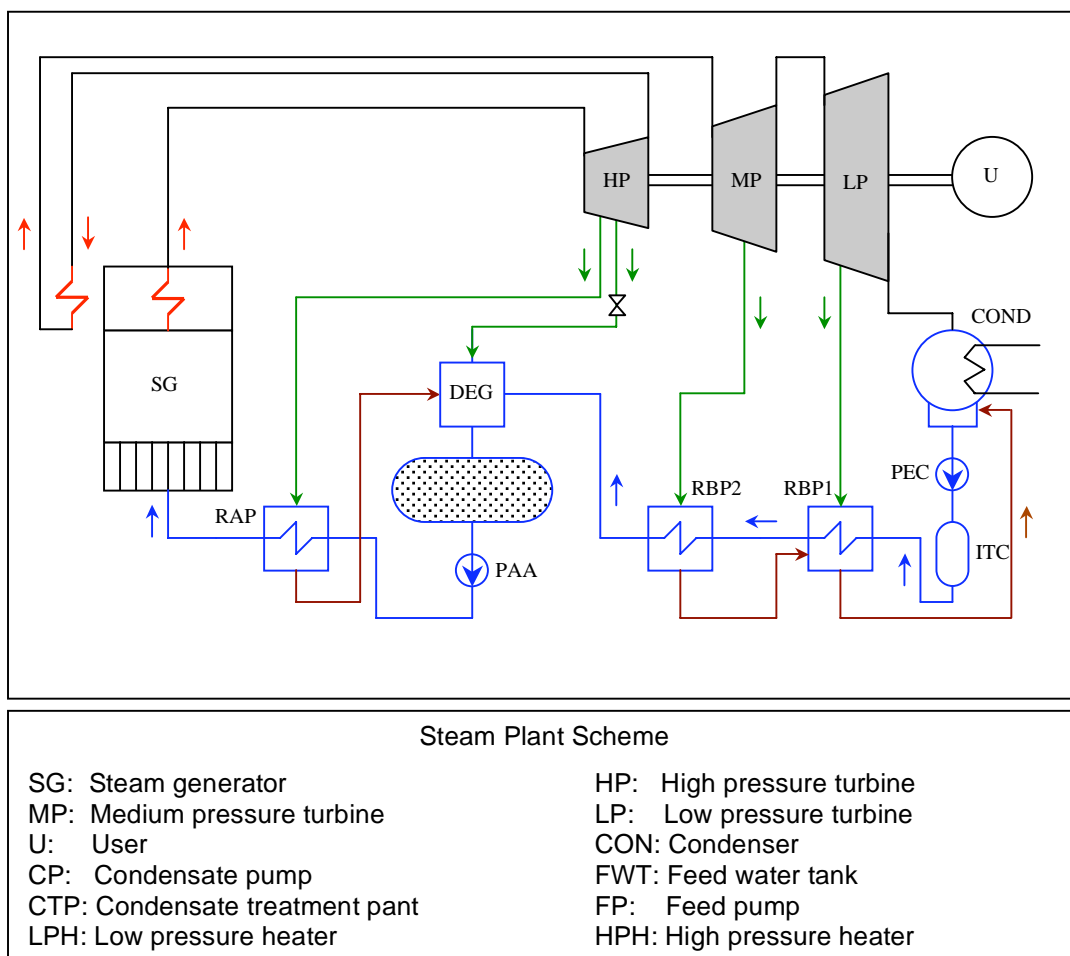 HP
MP
LP
U
COND
SG
DEG
PEC
RBP2
RBP1
RAP
PAA
ITC
Steam Plant Scheme
SG: Steam generator
HP: High pressure turbine
MP: Medium pressure turbine
LP: Low pressure turbine
U: User
CON: Condenser
CP: Condensate pump
FWT: Feed water tank
CTP: Condensate treatment pant
FP: Feed pump
LPH: Low pressure heater
HPH: High pressure heater